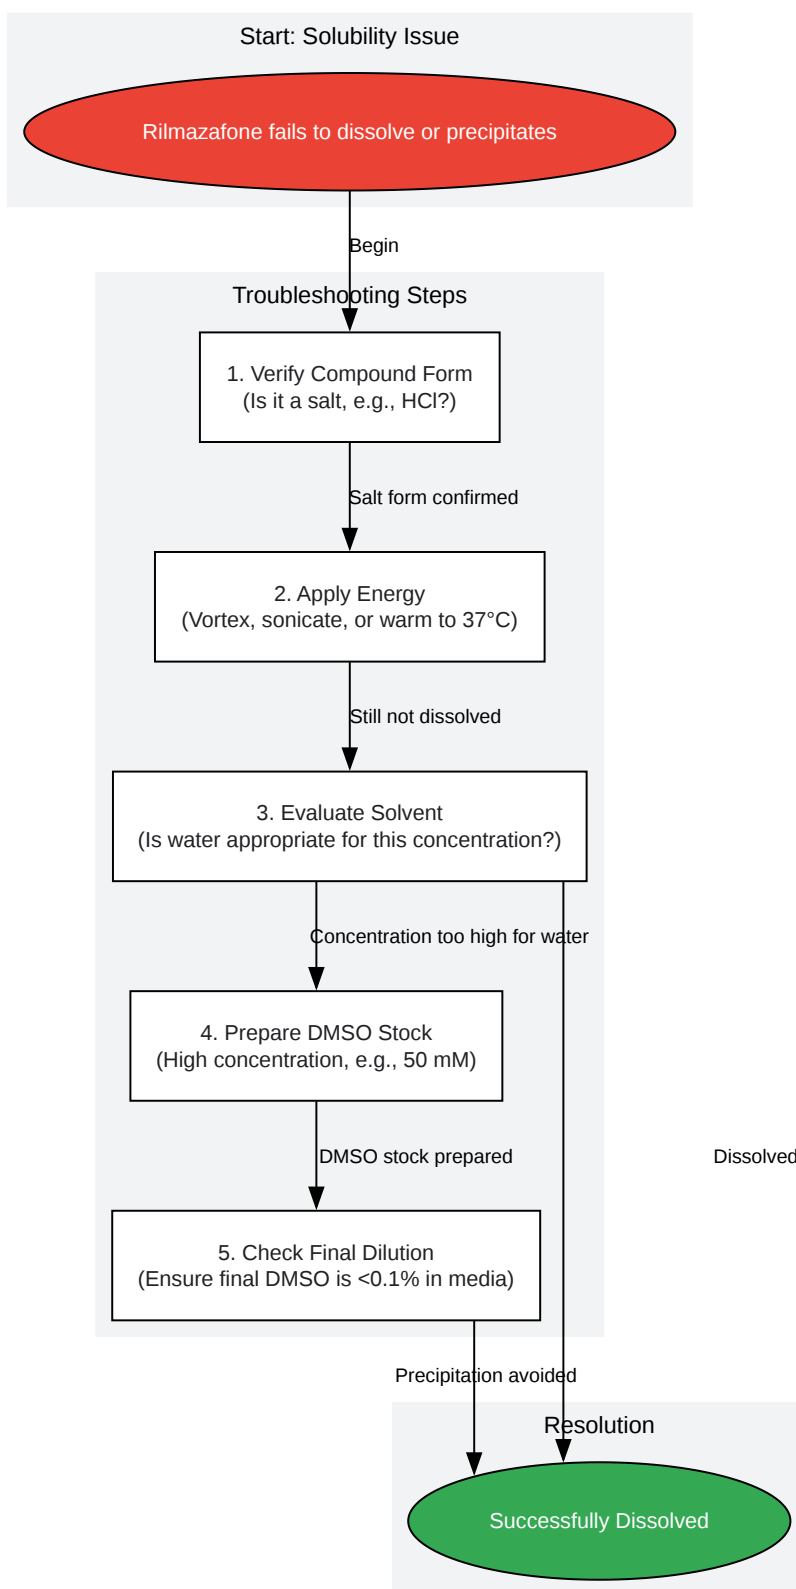 Start: Solubility Issue
Rilmazafone fails to dissolve or precipitates
Begin
Troubleshooting Steps
1. Verify Compound Form
(Is it a salt, e.g., HCl?)
Salt form confirmed
2. Apply Energy
(Vortex, sonicate, or warm to 37°C)
Still not dissolved
3. Evaluate Solvent
(Is water appropriate for this concentration?)
Concentration too high for water
4. Prepare DMSO Stock
(High concentration, e.g., 50 mM)
DMSO stock prepared
Dissolved
5. Check Final Dilution
(Ensure final DMSO is <0.1% in media)
Precipitation avoided
Resolution
Successfully Dissolved